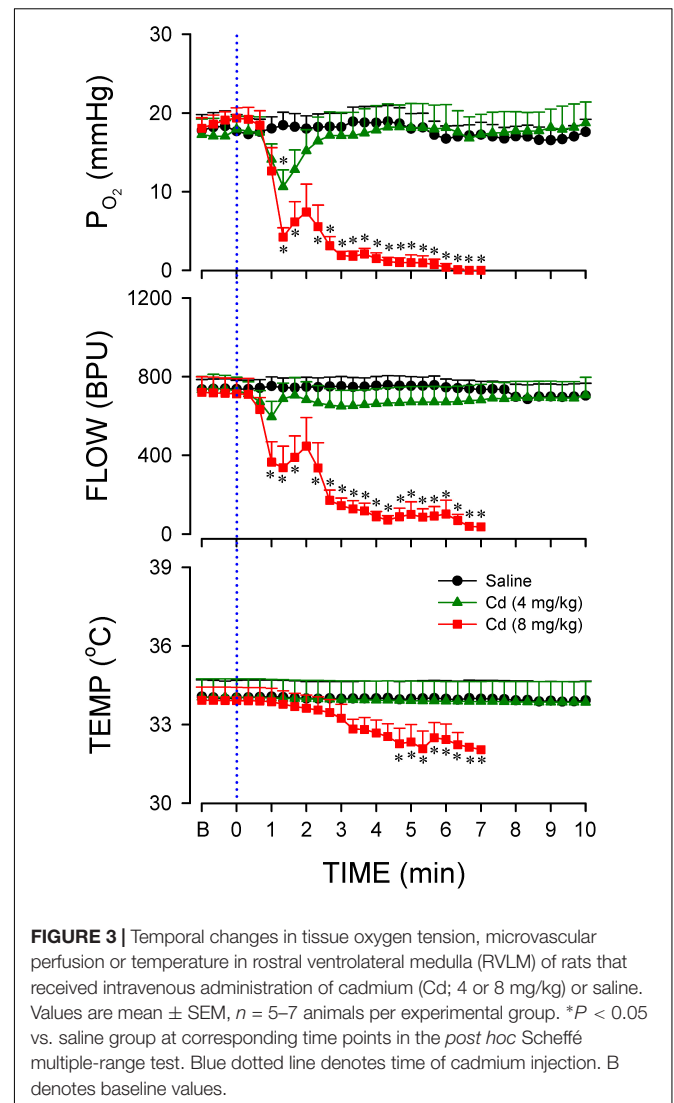 30
20
10
0
P O2 (mmHg)
*
*
* * * * * * * * * * * * * * * *
1200
800
400
0
FLOW (BPU)
* * * * * * * * * * * * * * * * * *
39
36
33
30
TEMP (°C)
Saline
Cd (4 mg/kg)
Cd (8 mg/kg)
* * * * * * * *
B 0 1 2 3 4 5 6 7 8 9 10
TIME (min)
FIGURE 3 | Temporal changes in tissue oxygen tension, microvascular
perfusion or temperature in rostral ventrolateral medulla (RVLM) of rats that
received intravenous administration of cadmium (Cd; 4 or 8 mg/kg) or saline.
Values are mean ± SEM, n = 5–7 animals per experimental group. *P < 0.05
vs. saline group at corresponding time points in the post hoc Scheffé
multiple-range test. Blue dotted line denotes time of cadmium injection. B
denotes baseline values.